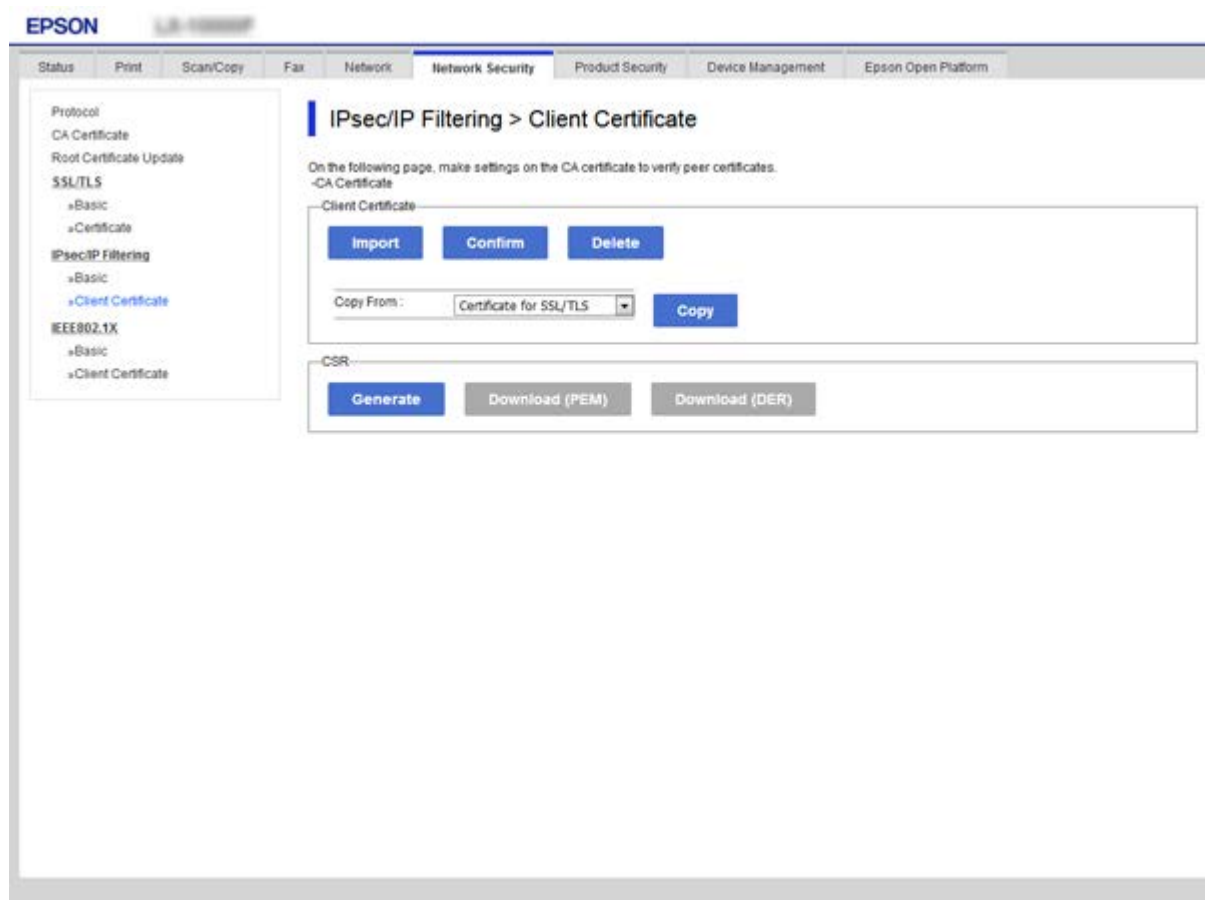 EPSON
Status Print Scan/Copy Fax Network Network Security Product Security Device Management Epson Open Platform
Protocol
CA Certificate
Root Certificate Update
SSL/TLS
»Basic
»Certificate
IPsec/IP Filtering
»Basic
»Client Certificate
IEEE802.1X
»Basic
»Client Certificate
IPsec/IP Filtering > Client Certificate
On the following page, make settings on the CA certificate to verify peer certificates.
-CA Certificate
Client Certificate
Import Confirm Delete
Copy From : Certificate for SSL/TLS Copy
CSR
Generate Download (PEM) Download (DER)